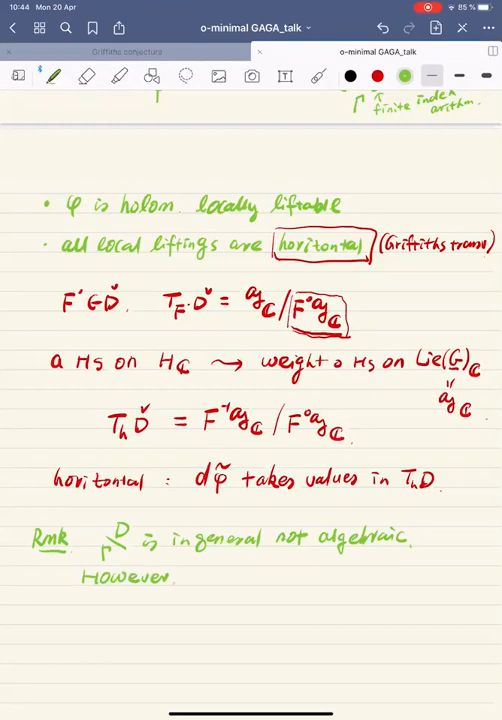 10:44 Mon 20 Apr
85 %
o-minimal GAGA_talk
Griffiths conjecture
o-minimal GAGA_talk
Γ finite index
arithm.
• φ is holom. locally liftable
• all local liftings are horizontal (Griffiths transv)
F˙ ∈ Ď, T_F˙ Ď = 𝔤_ℂ / F⁰𝔤_ℂ
a HS on H_ℂ ⇝ weight 0 HS on Lie(G)_ℂ
"
𝔤_ℂ
T_h Ď = F⁻¹𝔤_ℂ / F⁰𝔤_ℂ
horizontal : dφ̃ takes values in T_h D.
Rmk Γ\D is in general not algebraic.
However,